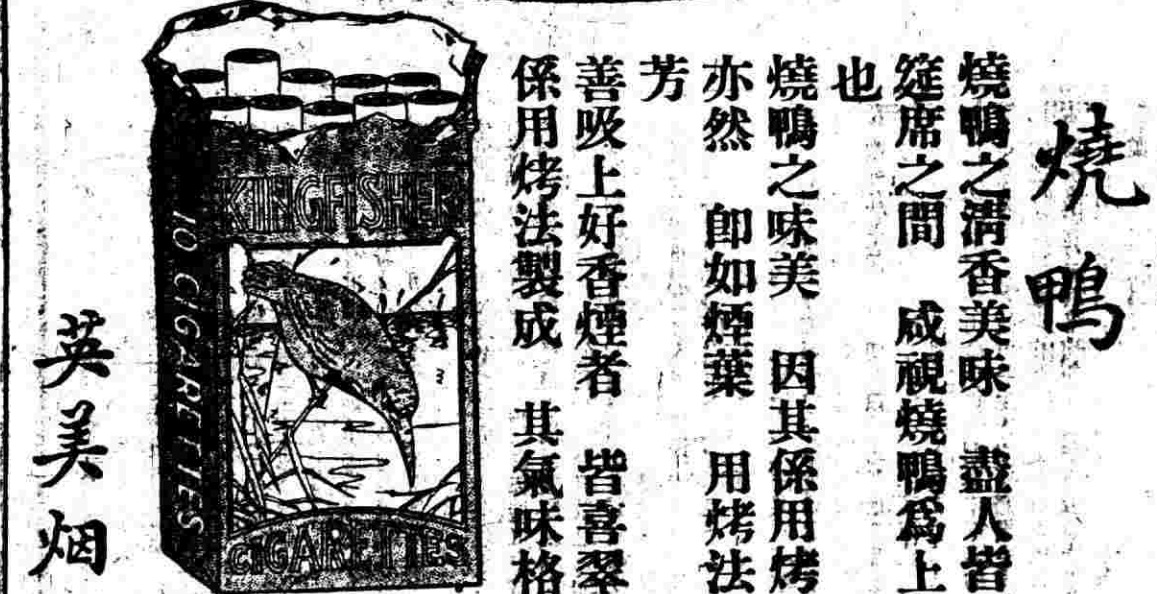 燒鴨
燒鴨之清香美味 盡人皆
筵席之間 咸視燒鴨爲上
也
燒鴨之味美 因其係用烤
亦然 卽如煙葉 用烤法
芳
善吸上好香煙者 皆喜翠
係用烤法製成 其氣味格
KINGFISHER
10 CIGARETTES
CIGARETTES
英美烟